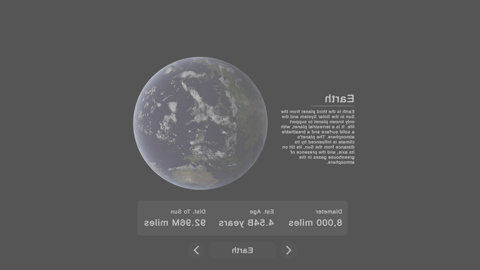 Earth
Earth is the third planet from the
Sun in the Solar System and the
only known planet to support
life. It is a terrestrial planet, with
a solid surface and a breathable
atmosphere. The planet's
climate is influenced by its
distance from the Sun, its tilt on
its axis, and the presence of
greenhouse gases in the
atmosphere.
Diameter
8,000 miles
Est. Age
4.54B years
Dist. To Sun
92.96M miles
Earth